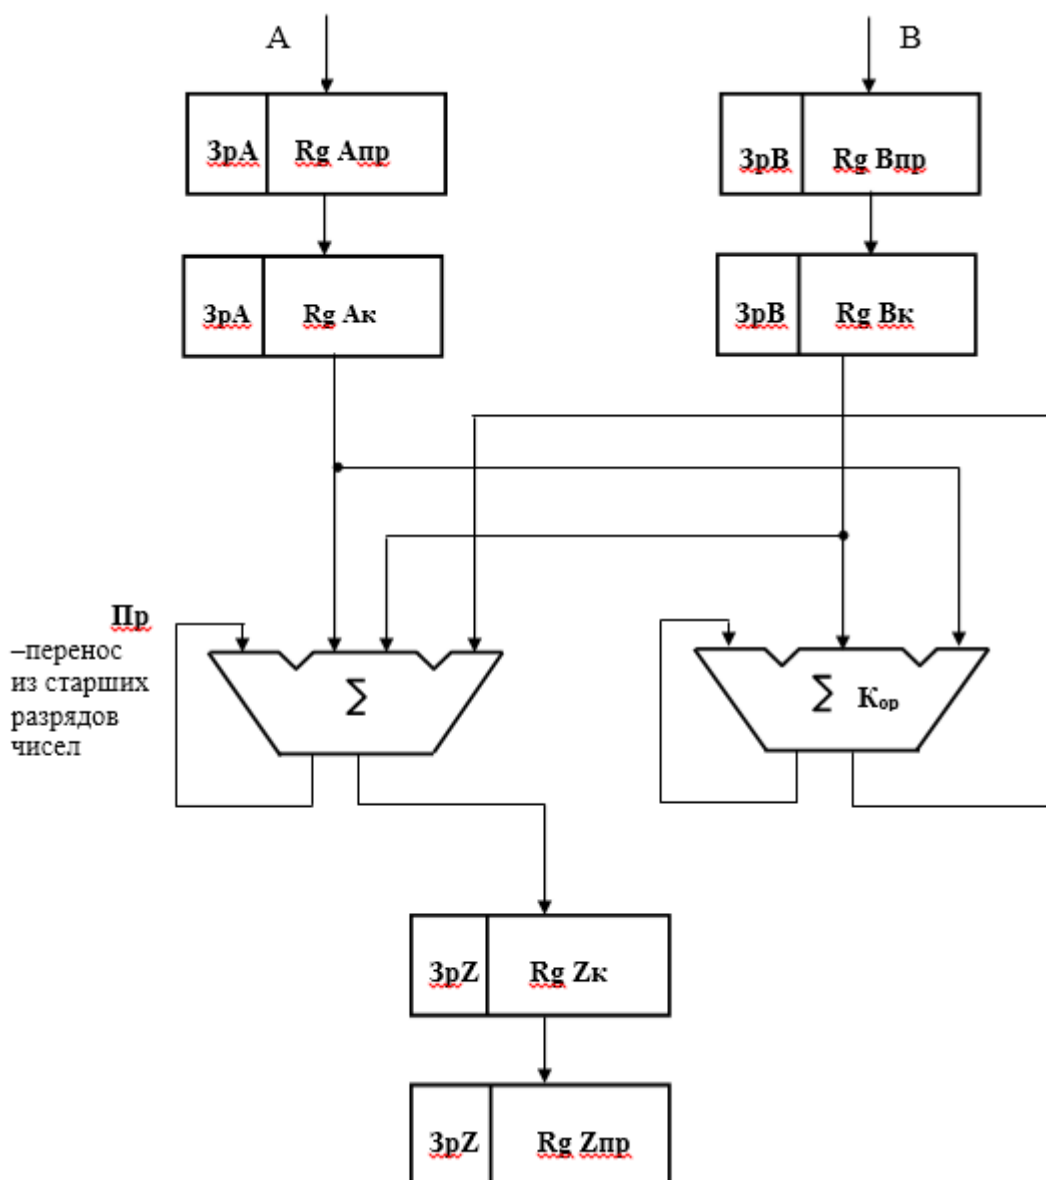 A
B
ЗрА Rg Апр
ЗрВ Rg Впр
ЗрА Rg Ак
ЗрВ Rg Вк
Пр
–перенос
из старших
разрядов
чисел
∑
∑ Кор
ЗрZ Rg Zк
ЗрZ Rg Zпр